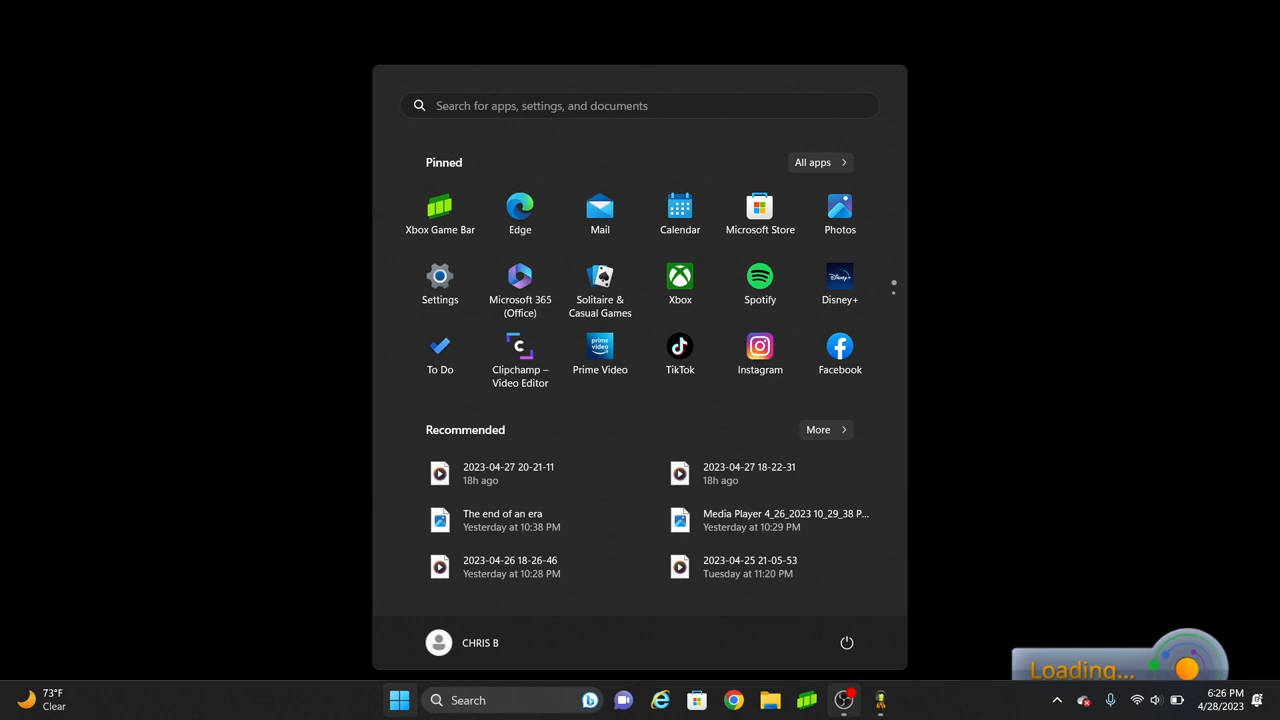 Search for apps, settings, and documents
Pinned
All apps
Xbox Game Bar
Edge
Mail
Calendar
Microsoft Store
Photos
Settings
Microsoft 365
(Office)
Solitaire &
Casual Games
Xbox
Spotify
Disney+
Disney+
To Do
C
Clipchamp –
Video Editor
prime
video
Prime Video
TikTok
Instagram
Facebook
Recommended
More
2023-04-27 20-21-11
18h ago
2023-04-27 18-22-31
18h ago
The end of an era
Yesterday at 10:38 PM
Media Player 4_26_2023 10_29_38 P...
Yesterday at 10:29 PM
2023-04-26 18-26-46
Yesterday at 10:28 PM
2023-04-25 21-05-53
Tuesday at 11:20 PM
CHRIS B
Loading...
73°F
Clear
Search
6:26 PM
4/28/2023